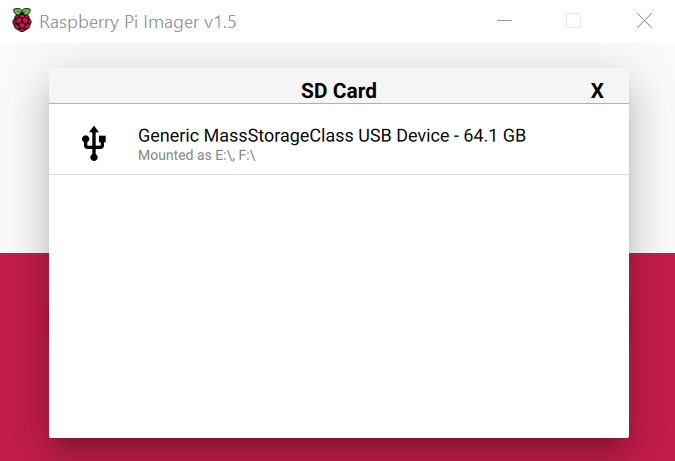 Raspberry Pi Imager v1.5
SD Card X
Generic MassStorageClass USB Device - 64.1 GB
Mounted as E:\, F:\